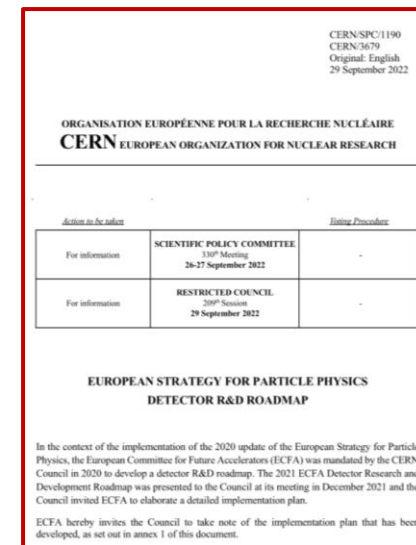 CERN/SPC/1190
CERN/3679
Original: English
29 September 2022
ORGANISATION EUROPÉENNE POUR LA RECHERCHE NUCLÉAIRE
CERN EUROPEAN ORGANIZATION FOR NUCLEAR RESEARCH
Action to be taken
Voting Procedure
For information
SCIENTIFIC POLICY COMMITTEE
330th Meeting
26-27 September 2022
-
For information
RESTRICTED COUNCIL
209th Session
29 September 2022
-
EUROPEAN STRATEGY FOR PARTICLE PHYSICS
DETECTOR R&D ROADMAP
In the context of the implementation of the 2020 update of the European Strategy for Particle
Physics, the European Committee for Future Accelerators (ECFA) was mandated by the CERN
Council in 2020 to develop a detector R&D roadmap. The 2021 ECFA Detector Research and
Development Roadmap was presented to the Council at its meeting in December 2021 and the
Council invited ECFA to elaborate a detailed implementation plan.
ECFA hereby invites the Council to take note of the implementation plan that has been
developed, as set out in annex 1 of this document.